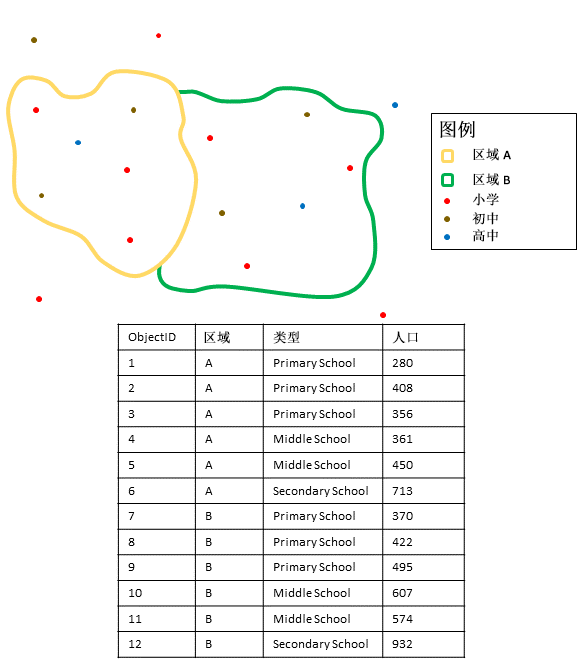 图例
区域 A
区域 B
小学
初中
高中
ObjectID 区域 类型 人口
1 A Primary School 280
2 A Primary School 408
3 A Primary School 356
4 A Middle School 361
5 A Middle School 450
6 A Secondary School 713
7 B Primary School 370
8 B Primary School 422
9 B Primary School 495
10 B Middle School 607
11 B Middle School 574
12 B Secondary School 932